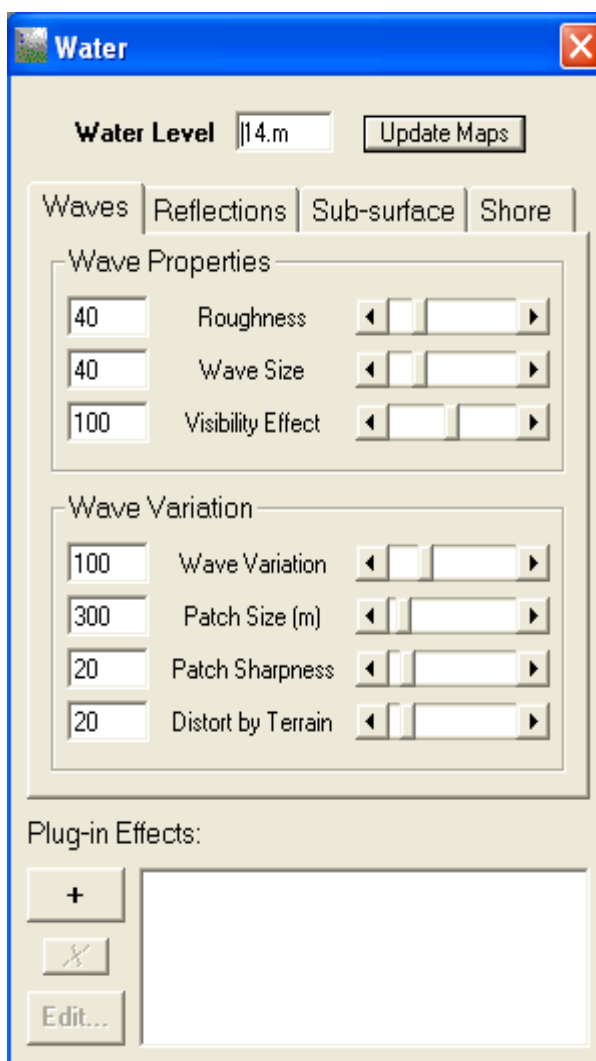 Water
Water Level 14.m Update Maps
Waves Reflections Sub-surface Shore
Wave Properties
40 Roughness
40 Wave Size
100 Visibility Effect
Wave Variation
100 Wave Variation
300 Patch Size (m)
20 Patch Sharpness
20 Distort by Terrain
Plug-in Effects:
+
X
Edit...